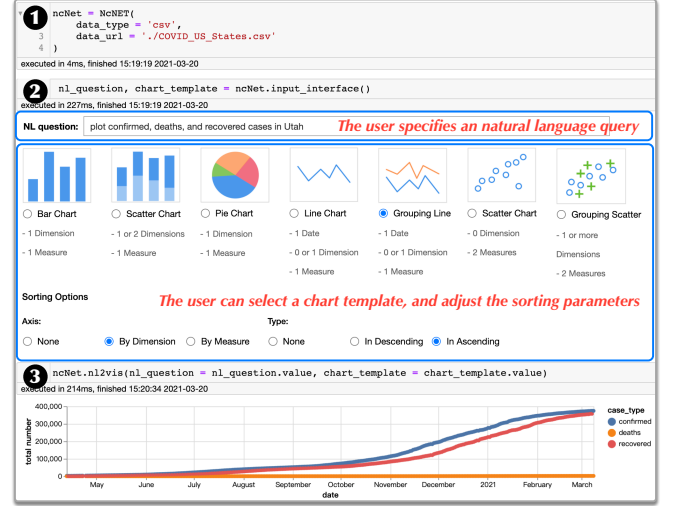 1
ncNet = NcNET(
data_type = 'csv',
3 data_url = './COVID_US_States.csv'
4 )
executed in 4ms, finished 15:19:19 2021-03-20
2
nl_question, chart_template = ncNet.input_interface()
executed in 227ms, finished 15:19:19 2021-03-20
NL question: plot confirmed, deaths, and recovered cases in Utah
The user specifies an natural language query
Bar Chart Scatter Chart Pie Chart Line Chart Grouping Line Scatter Chart Grouping Scatter
- 1 Dimension - 1 or 2 Dimensions - 1 Dimension - 1 Date - 1 Date - 0 Dimension - 1 or more
- 1 Measure - 1 Measure - 1 Measure - 0 or 1 Dimension - 0 or 1 Dimension - 2 Measures Dimensions
- 1 Measure - 1 Measure - 2 Measures
Sorting Options
The user can select a chart template, and adjust the sorting parameters
Axis: Type:
None By Dimension By Measure None In Descending In Ascending
3
ncNet.nl2vis(nl_question = nl_question.value, chart_template = chart_template.value)
executed in 214ms, finished 15:20:34 2021-03-20
total number
400,000
300,000
200,000
100,000
0
May June July August September October November December 2021 February March
date
case_type
confirmed
deaths
recovered